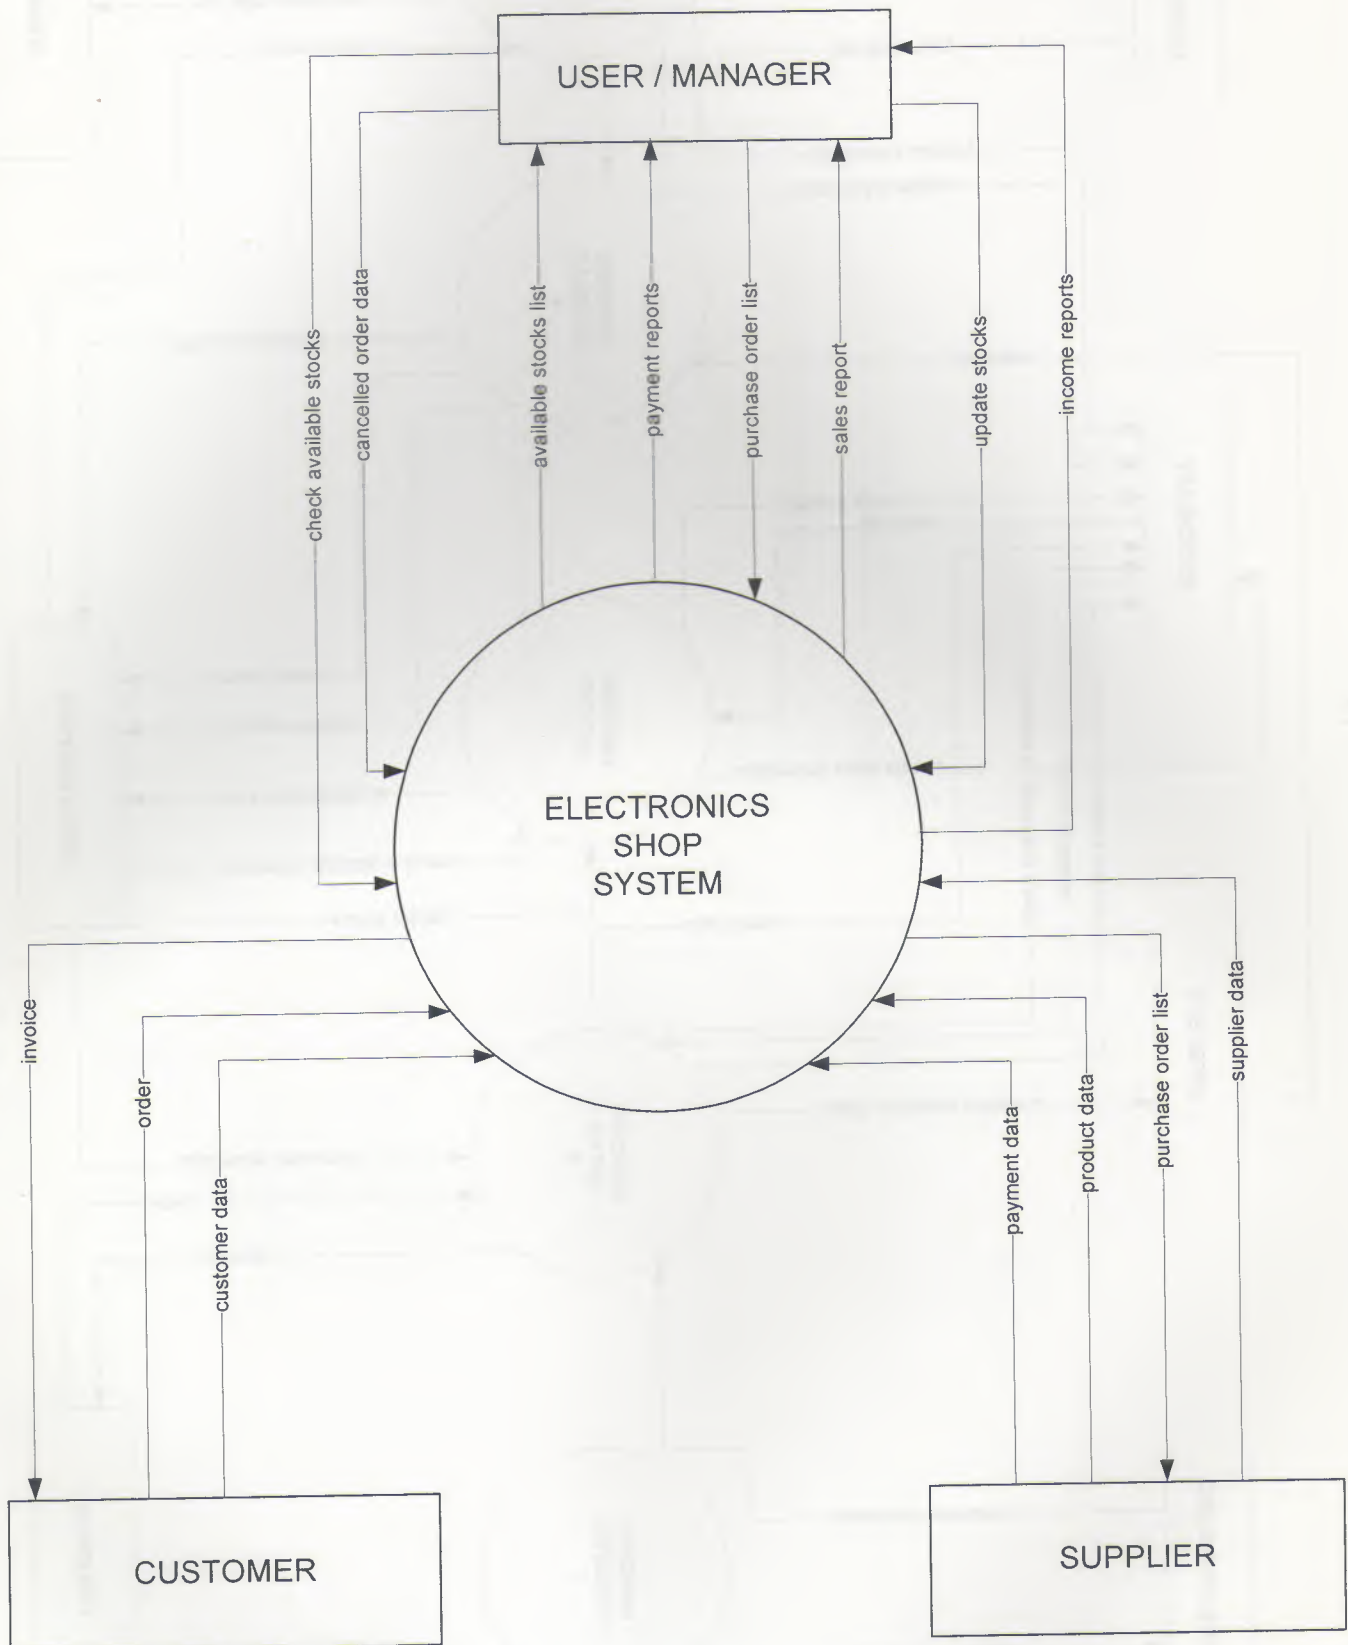 USER / MANAGER
check available stocks
cancelled order data
available stocks list
payment reports
purchase order list
sales report
update stocks
income reports
ELECTRONICS
SHOP
SYSTEM
invoice
order
customer data
payment data
product data
purchase order list
supplier data
CUSTOMER
SUPPLIER